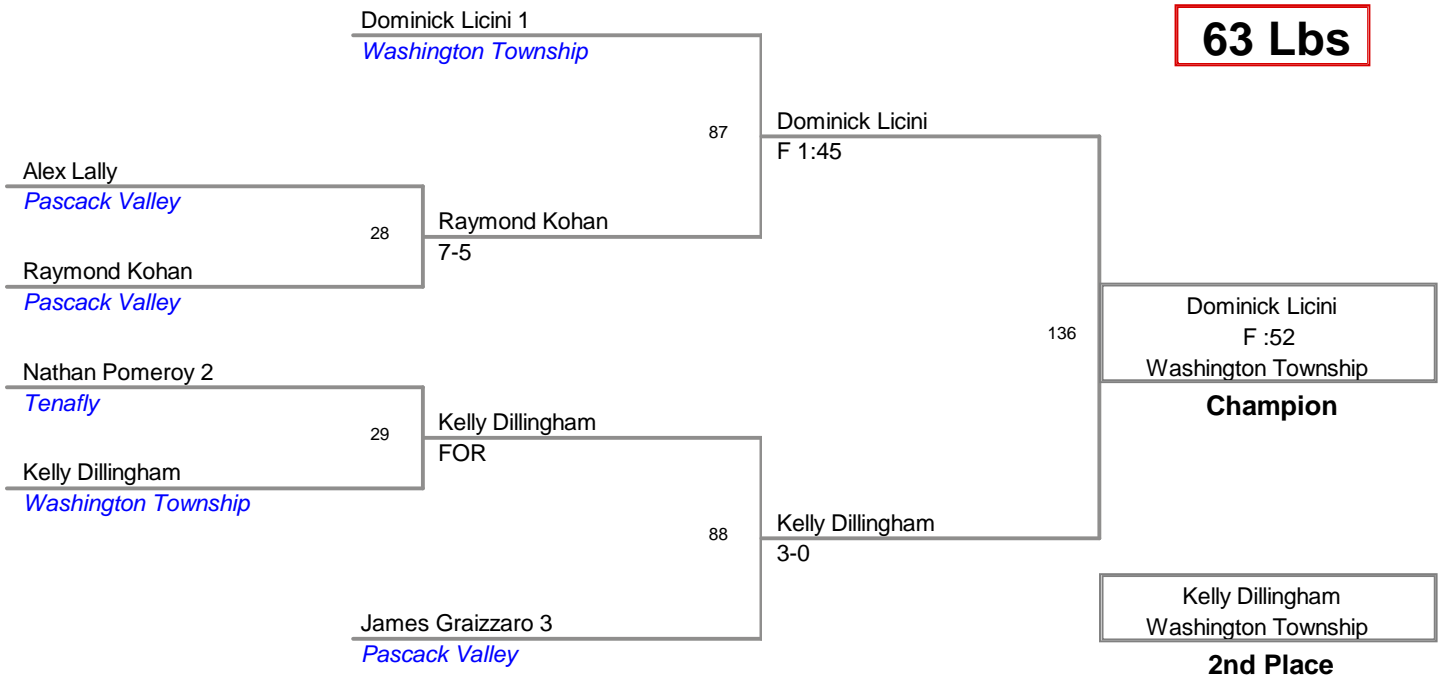 Dominick Licini 1
Washington Township
63 Lbs
87
Dominick Licini
F 1:45
Alex Lally
Pascack Valley
28
Raymond Kohan
7-5
Raymond Kohan
Pascack Valley
136
Dominick Licini
F :52
Washington Township
Champion
Nathan Pomeroy 2
Tenafly
29
Kelly Dillingham
FOR
Kelly Dillingham
Washington Township
88
Kelly Dillingham
3-0
James Graizzaro 3
Pascack Valley
Kelly Dillingham
Washington Township
2nd Place